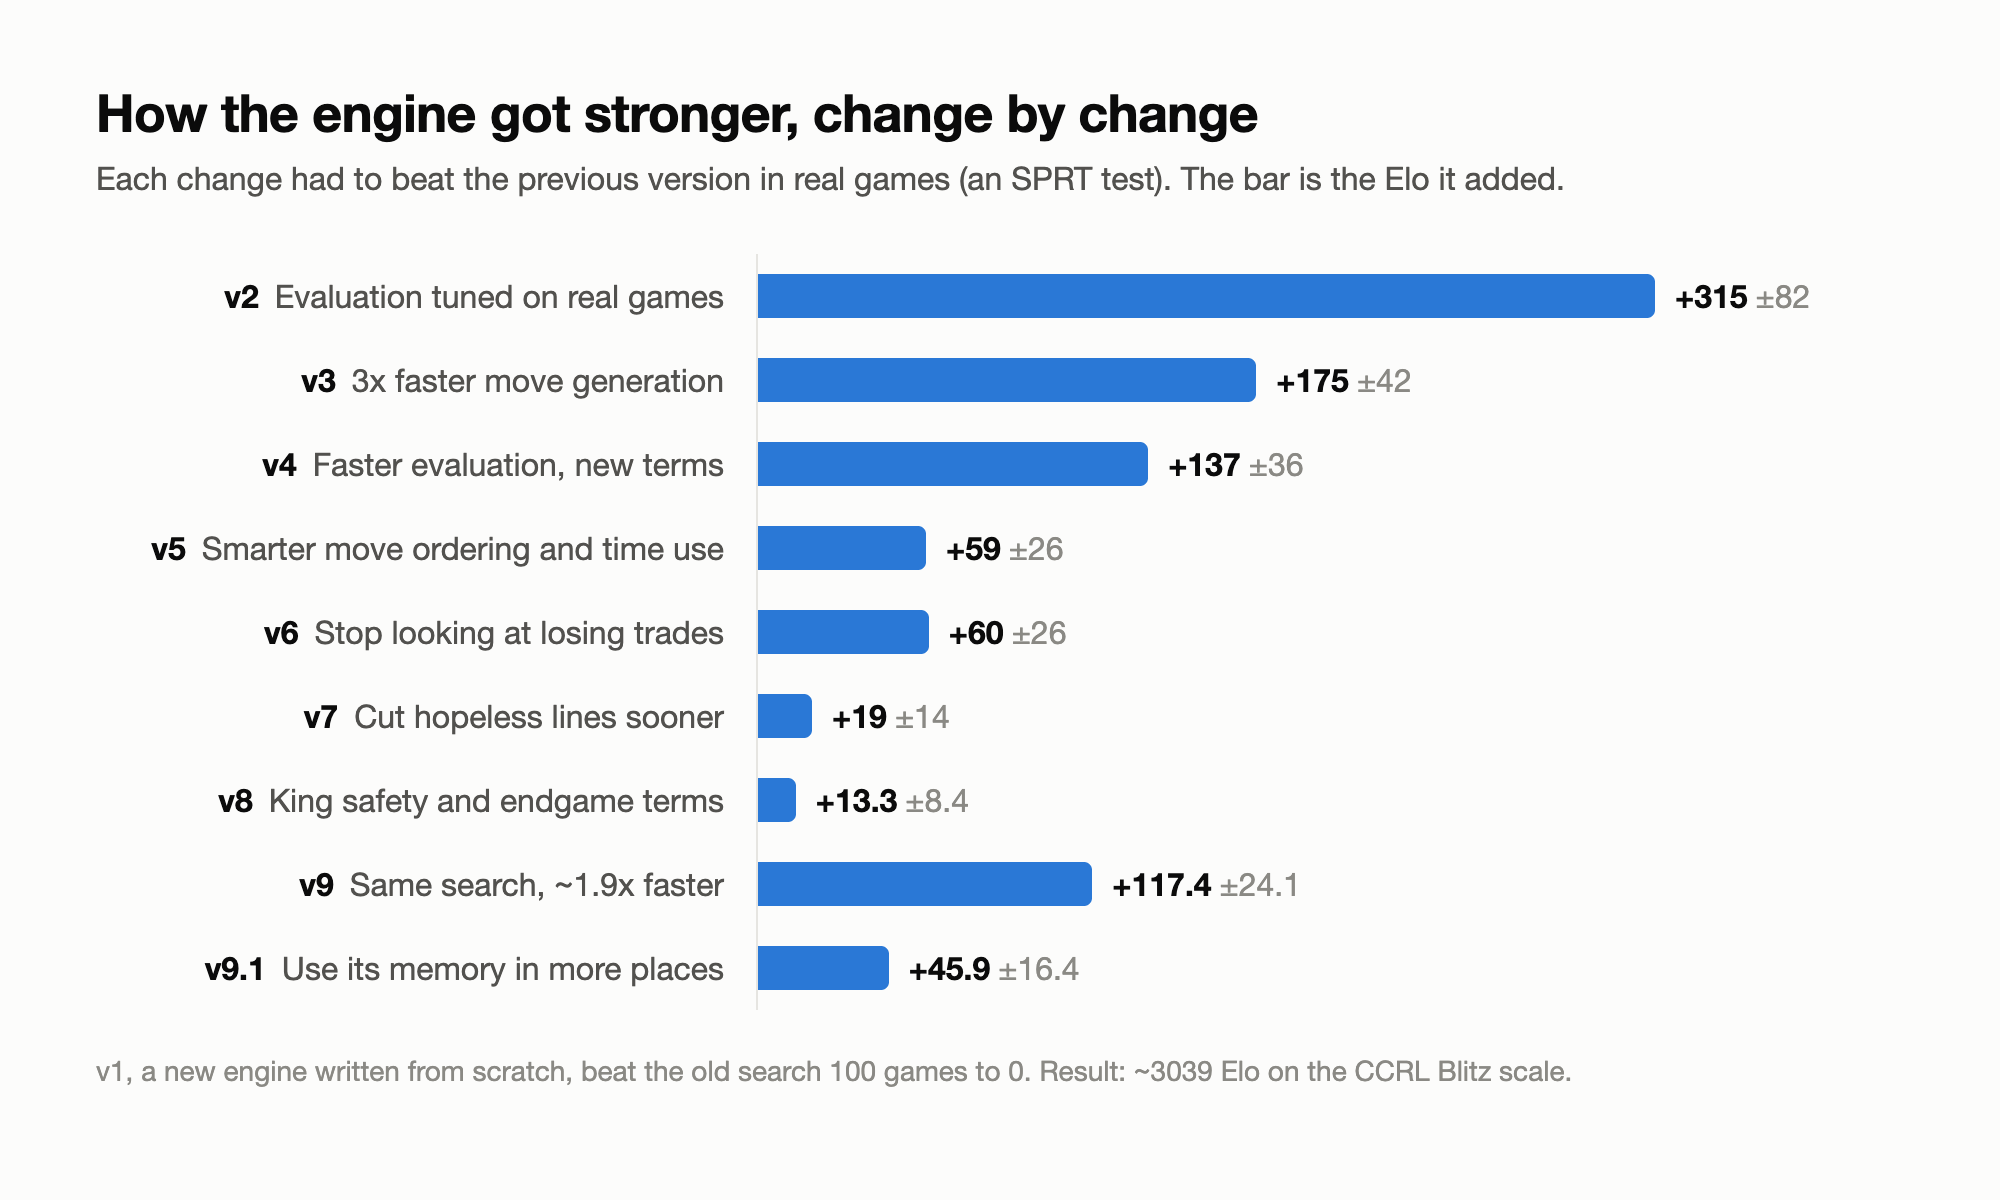 How the engine got stronger, change by change
Each change had to beat the previous version in real games (an SPRT test). The bar is the Elo it added.
v2 Evaluation tuned on real games +315 ±82
v3 3x faster move generation +175 ±42
v4 Faster evaluation, new terms +137 ±36
v5 Smarter move ordering and time use +59 ±26
v6 Stop looking at losing trades +60 ±26
v7 Cut hopeless lines sooner +19 ±14
v8 King safety and endgame terms +13.3 ±8.4
v9 Same search, ~1.9x faster +117.4 ±24.1
v9.1 Use its memory in more places +45.9 ±16.4
v1, a new engine written from scratch, beat the old search 100 games to 0. Result: ~3039 Elo on the CCRL Blitz scale.